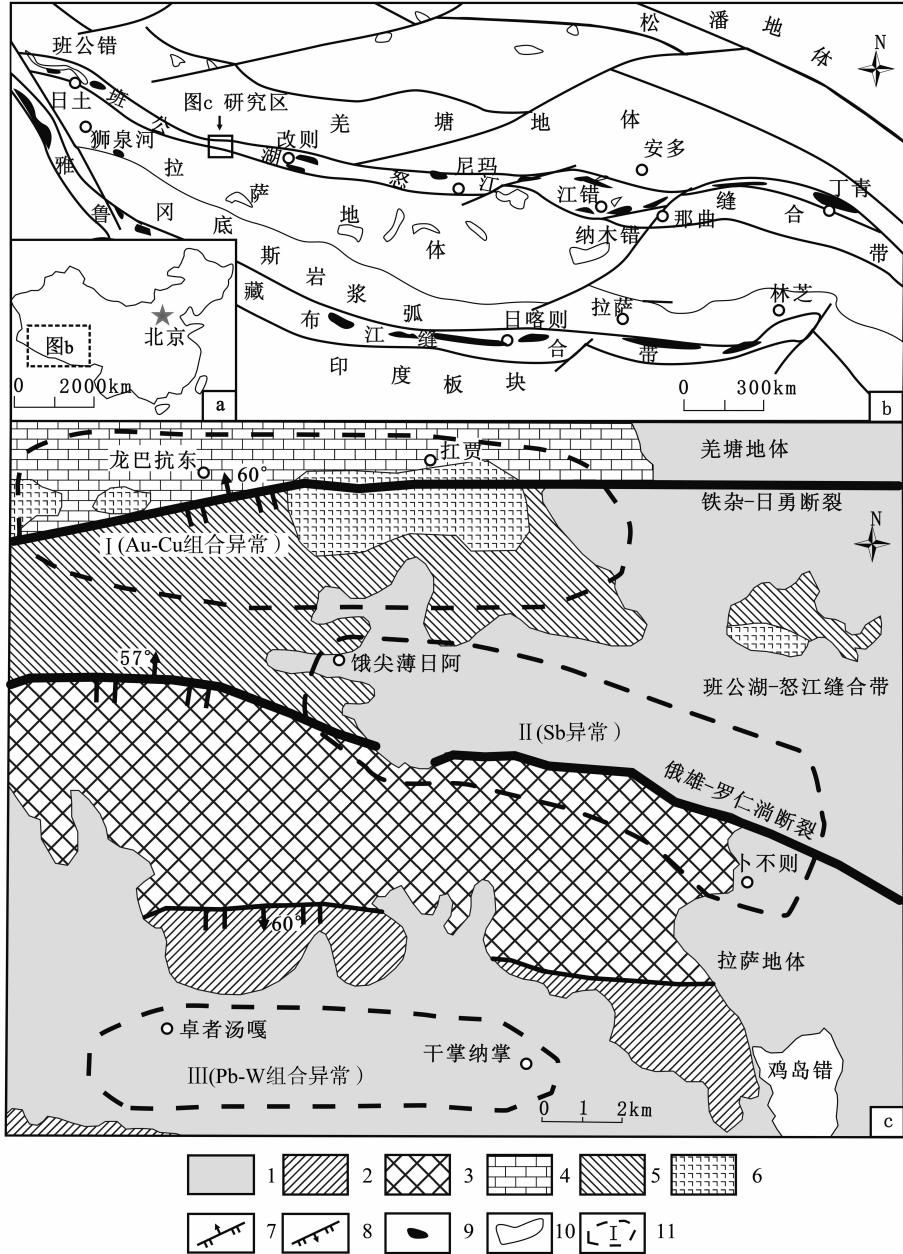 松潘地体
N
班公错
日土
班公湖怒江缝合带
图c 研究区
羌塘地体
狮泉河
改则
尼玛
安多
丁青
江错
那曲
纳木错
拉萨地体
冈底斯岩浆弧
雅鲁藏布江缝合带
日喀则
拉萨
林芝
印度板块
0 300km
b
北京
图b
0 2000km
a
龙巴抗东
扛贾
羌塘地体
60°
铁杂-日勇断裂
N
Ⅰ(Au-Cu组合异常)
57°
饿尖薄日阿
班公湖-怒江缝合带
Ⅱ(Sb异常)
俄雄-罗仁淌断裂
卜不则
60°
拉萨地体
卓者汤嘎
干掌纳掌
鸡岛错
Ⅲ(Pb-W组合异常)
0 1 2km
c
1 2 3 4 5 6
7 8 9 10 Ⅰ 11